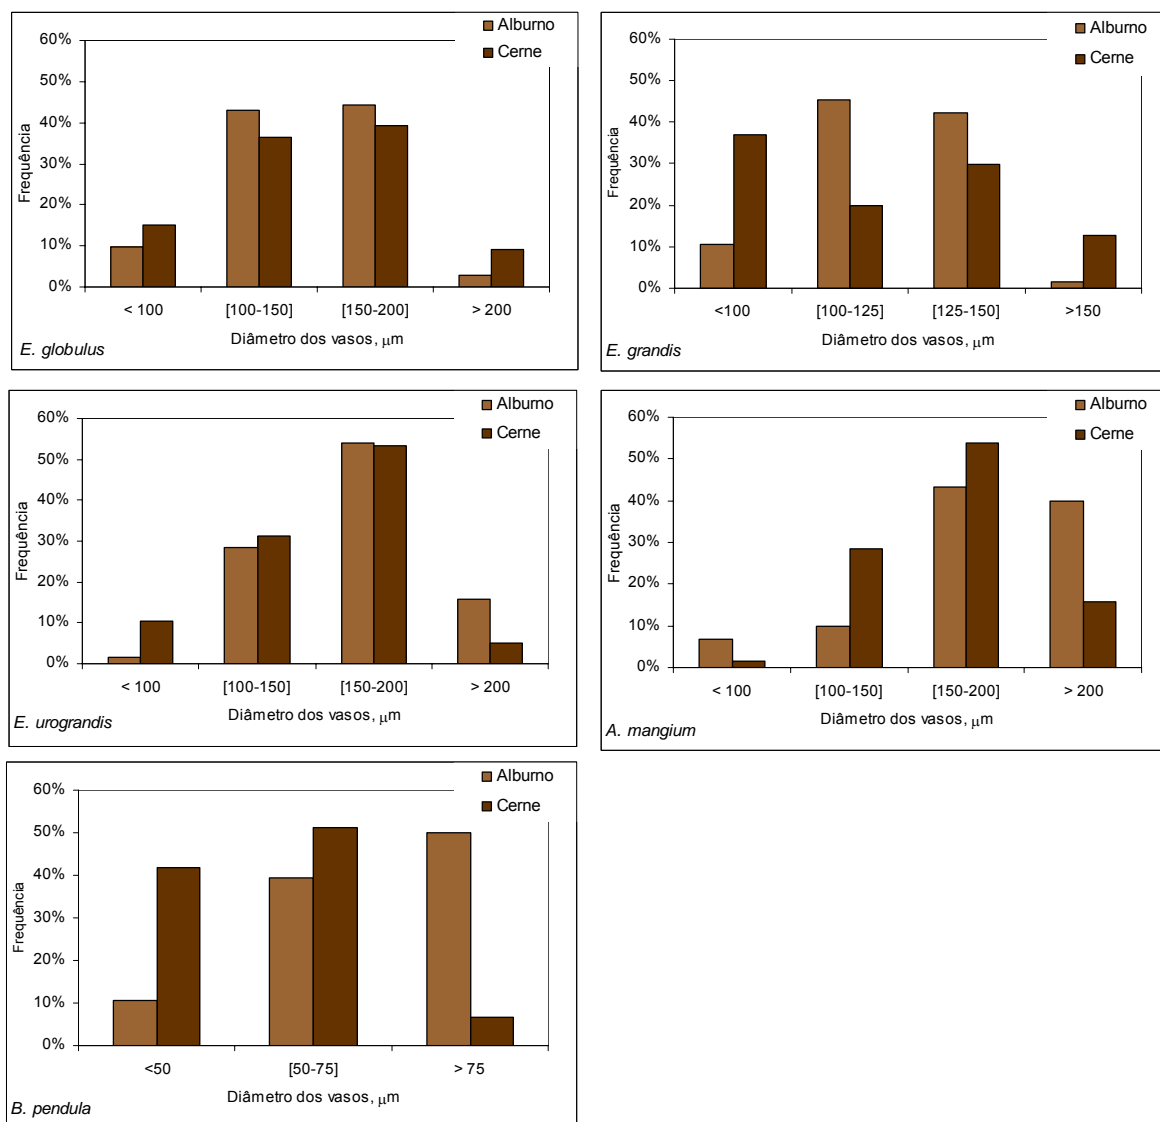 Alburno
Cerne
60%
50%
40%
30%
20%
10%
0%
Frequência
< 100
[100-150]
[150-200]
> 200
Diâmetro dos vasos, μm
E. globulus
Alburno
Cerne
60%
50%
40%
30%
20%
10%
0%
Frequência
<100
[100-125]
[125-150]
>150
Diâmetro dos vasos, μm
E. grandis
Alburno
Cerne
60%
50%
40%
30%
20%
10%
0%
Frequência
< 100
[100-150]
[150-200]
> 200
Diâmetro dos vasos, μm
E. urograndis
Alburno
Cerne
60%
50%
40%
30%
20%
10%
0%
Frequência
< 100
[100-150]
[150-200]
> 200
Diâmetro dos vasos, μm
A. mangium
Alburno
Cerne
60%
50%
40%
30%
20%
10%
0%
Frequência
<50
[50-75]
> 75
Diâmetro dos vasos, μm
B. pendula